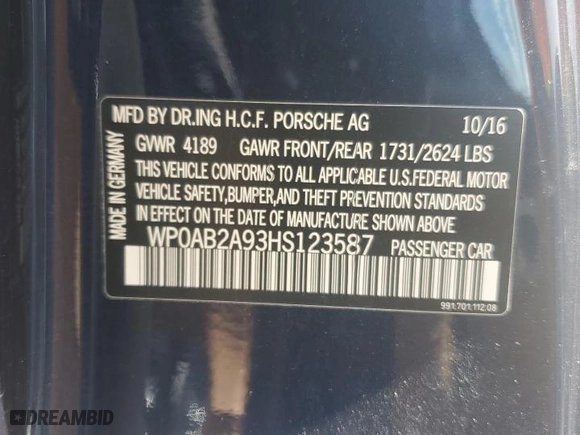 MFD BY DR.ING H.C.F. PORSCHE AG 10/16
GVWR 4189 GAWR FRONT/REAR 1731/2624 LBS
THIS VEHICLE CONFORMS TO ALL APPLICABLE U.S.FEDERAL MOTOR
VEHICLE SAFETY,BUMPER,AND THEFT PREVENTION STANDARDS
IN EFFECT ON THE DATE OF MANUFACTURE SHOWN ABOVE
WP0AB2A93HS123587 PASSENGER CAR
MADE IN GERMANY
991.701.112.08
DREAMBID